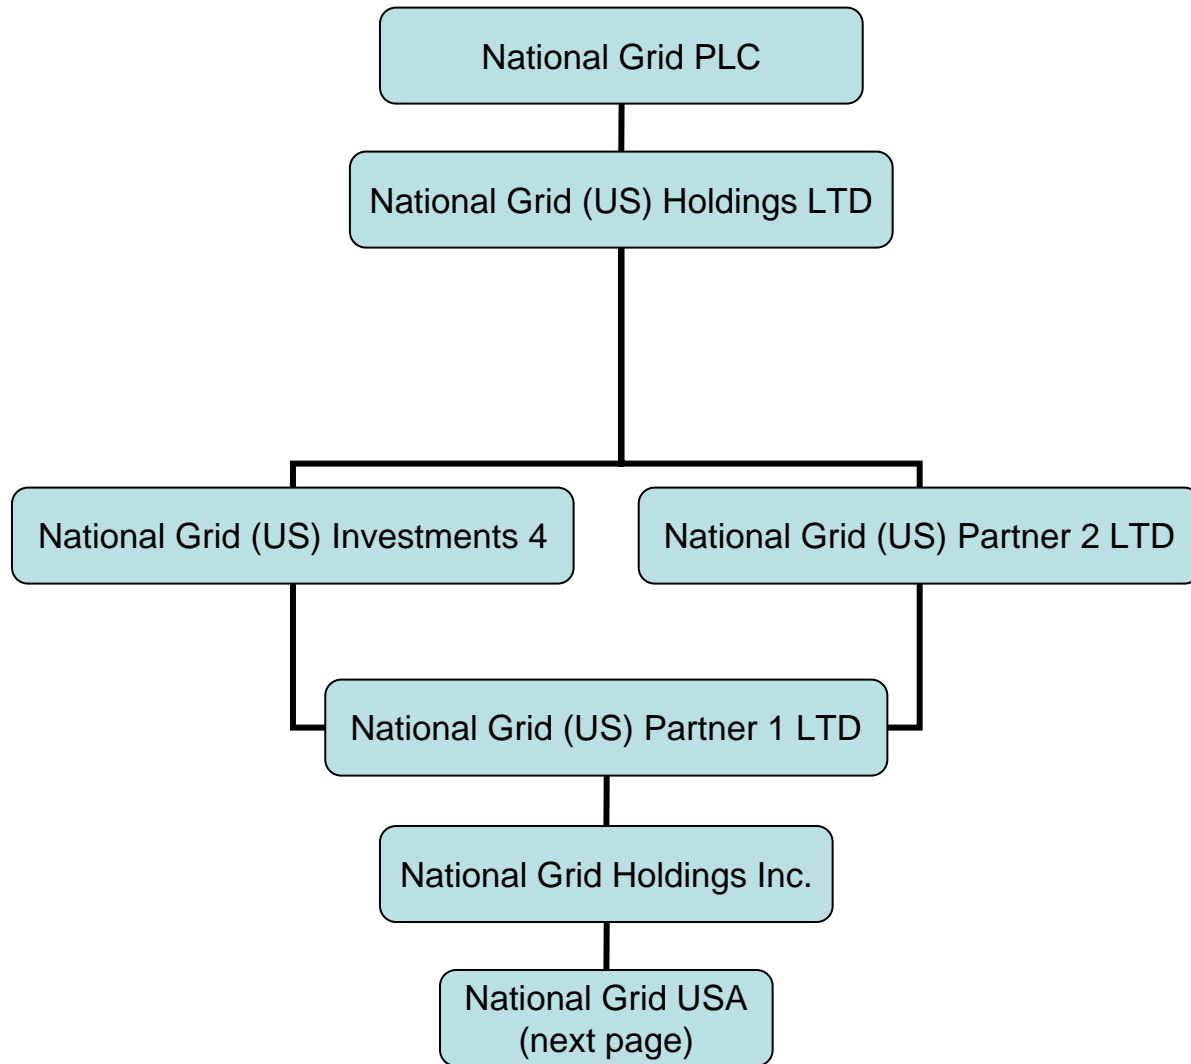 National Grid PLC
National Grid (US) Holdings LTD
National Grid (US) Investments 4
National Grid (US) Partner 2 LTD
National Grid (US) Partner 1 LTD
National Grid Holdings Inc.
National Grid USA
(next page)